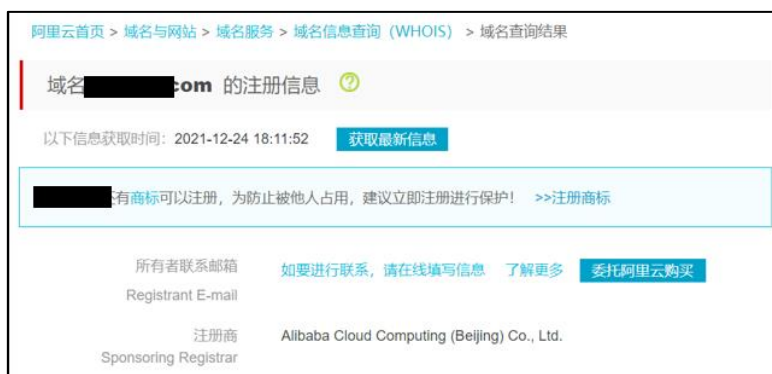 阿里云首页 > 域名与网站 > 域名服务 > 域名信息查询（WHOIS） > 域名查询结果
域名 com 的注册信息 ?
以下信息获取时间：2021-12-24 18:11:52 获取最新信息
有商标可以注册，为防止被他人占用，建议立即注册进行保护！ >>注册商标
所有者联系邮箱 如要进行联系，请在线填写信息 了解更多 委托阿里云购买
Registrant E-mail
注册商 Alibaba Cloud Computing (Beijing) Co., Ltd.
Sponsoring Registrar